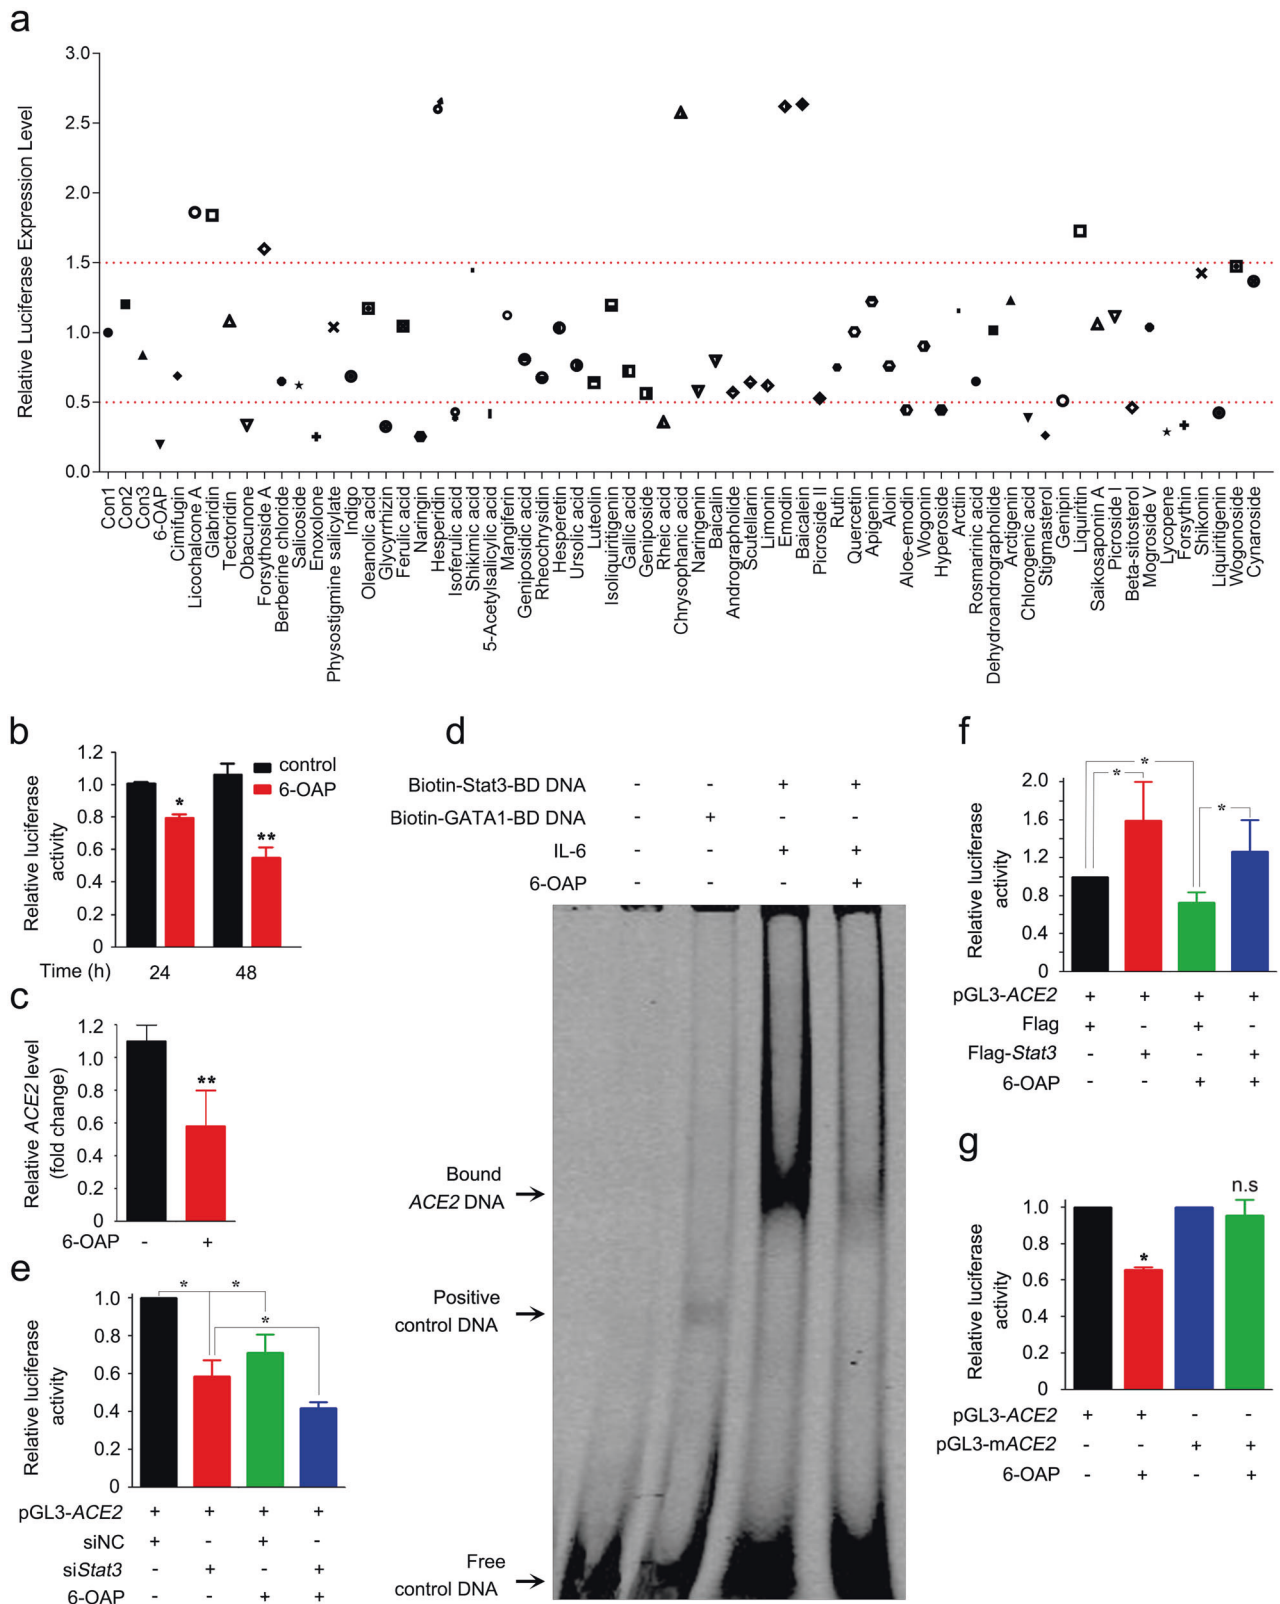 a
Relative Luciferase Expression Level
3.0
2.5
2.0
1.5
1.0
0.5
0.0
Con1
Con2
Con3
6-OAP
Cimifugin
Licochalcone A
Glabridin
Tectoridin
Obacunone
Forsythoside A
Berberine chloride
Salicoside
Enoxolone
Physostigmine salicylate
Indigo
Oleanolic acid
Glycyrrhizin
Ferulic acid
Naringin
Hesperidin
Isoferulic acid
Shikimic acid
5-Acetylsalicylic acid
Mangiferin
Geniposidic acid
Rheochrysidin
Hesperetin
Ursolic acid
Luteolin
Isoliquiritigenin
Gallic acid
Geniposide
Rheic acid
Chrysophanic acid
Naringenin
Baicalin
Andrographolide
Scutellarin
Limonin
Emodin
Baicalein
Picroside II
Rutin
Quercetin
Apigenin
Aloin
Aloe-emodin
Wogonin
Hyperoside
Arctiin
Rosmarinic acid
Dehydroandrographolide
Arctigenin
Chlorogenic acid
Stigmasterol
Genipin
Liquiritin
Saikosaponin A
Picroside I
Beta-sitosterol
Mogroside V
Lycopene
Forsythin
Shikonin
Liquiritigenin
Wogonoside
Cynaroside
b
Relative luciferase
activity
1.2
1.0
0.8
0.6
0.4
0.2
0
control
6-OAP
*
**
Time (h)
24
48
c
Relative ACE2 level
(fold change)
1.2
1.0
0.8
0.6
0.4
0.2
0
**
6-OAP - +
d
Biotin-Stat3-BD DNA - - + +
Biotin-GATA1-BD DNA - + - -
IL-6 - - + +
6-OAP - - - +
Bound
ACE2 DNA
Positive
control DNA
Free
control DNA
e
Relative luciferase
activity
1.0
0.8
0.6
0.4
0.2
0
* *
*
pGL3-ACE2 + + + +
siNC + - + -
siStat3 - + - +
6-OAP - - + +
f
Relative luciferase
activity
2.0
1.6
1.2
0.8
0.4
0
*
*
*
pGL3-ACE2 + + + +
Flag + - + -
Flag-Stat3 - + - +
6-OAP - - + +
g
Relative luciferase
activity
1.0
0.8
0.6
0.4
0.2
0
*
n.s
pGL3-ACE2 + + - -
pGL3-mACE2 - - + +
6-OAP - + - +